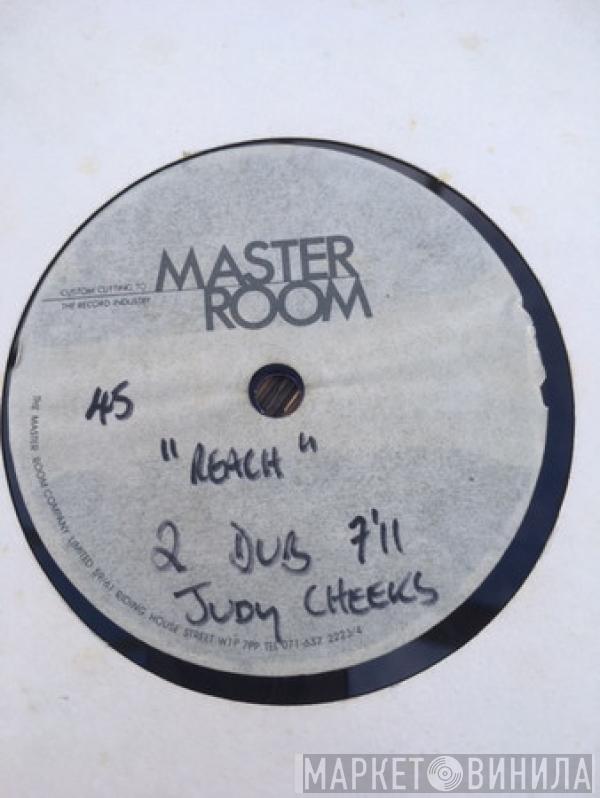 MASTER
ROOM
CUSTOM CUTTING TO
THE RECORD INDUSTRY
45
"REACH"
2 DUB 7'11
JUDY CHEEKS
THE MASTER ROOM COMPANY LIMITED 59-61 RIDING HOUSE STREET W1P 7PP TEL 071-637 2223/4
МАРКЕТ ВИНИЛА